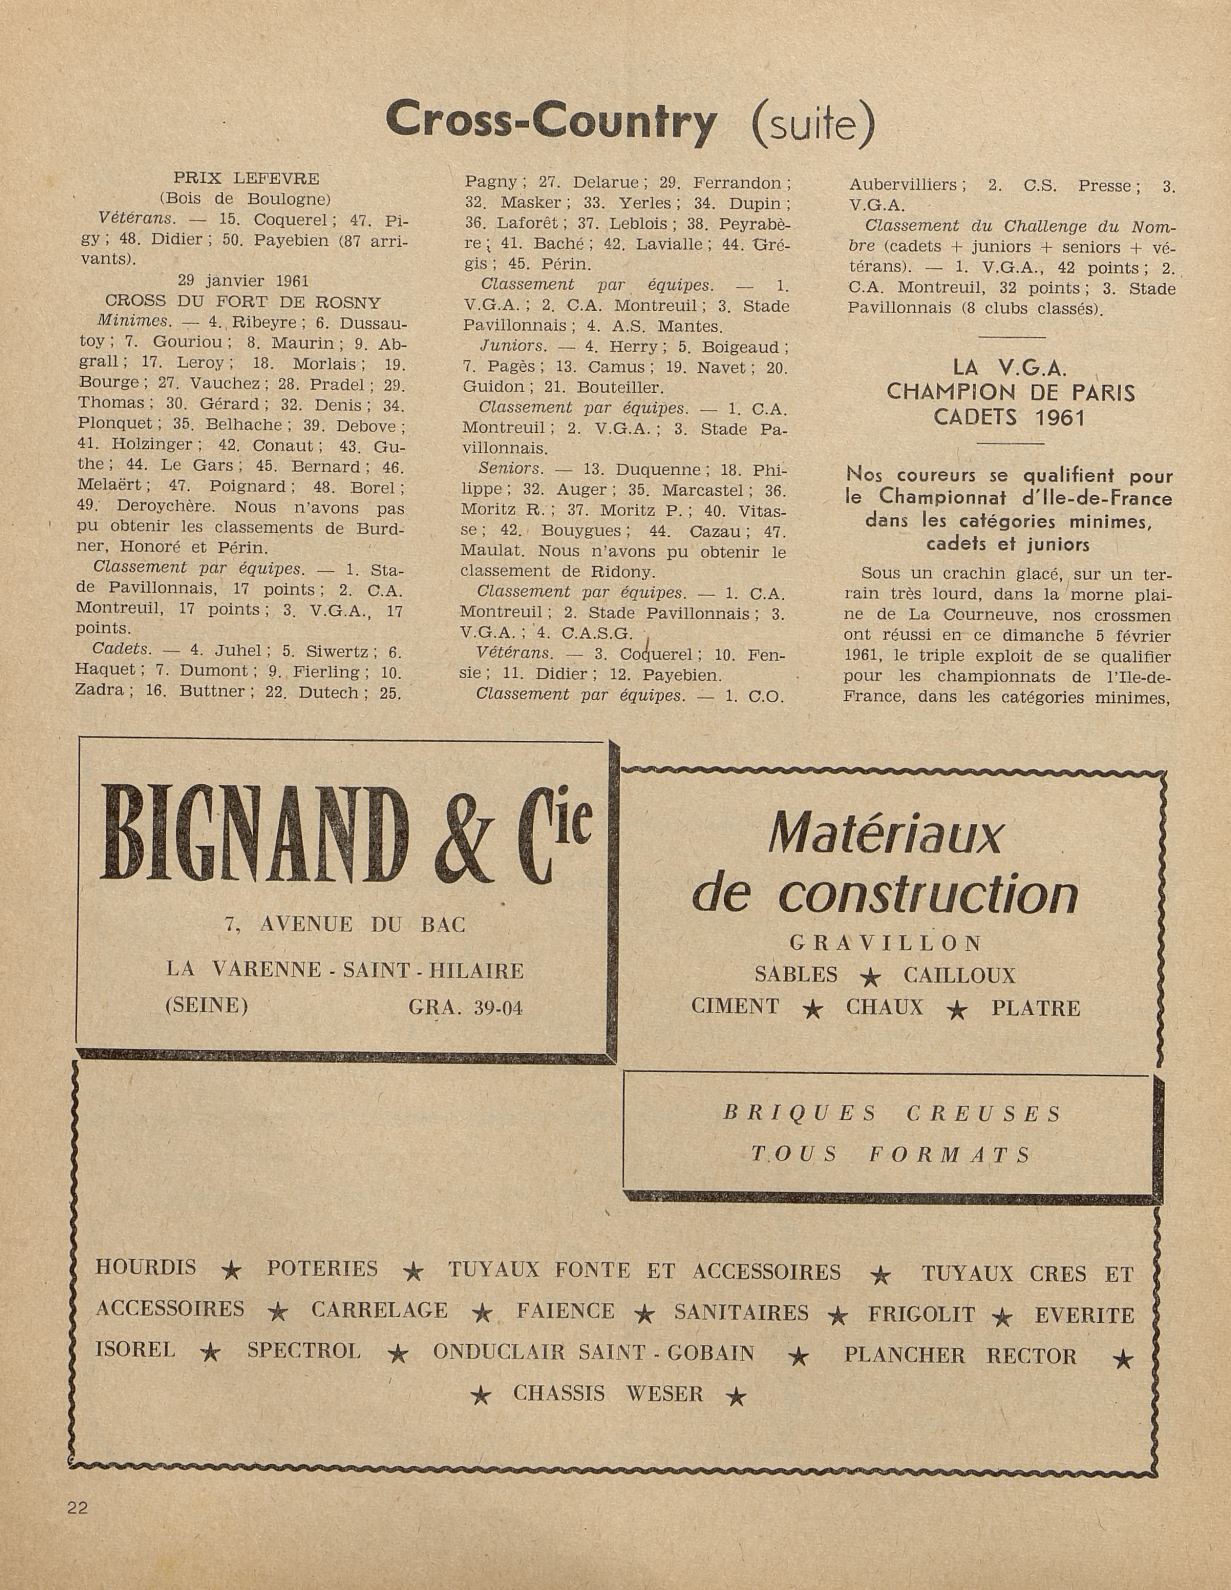 Cross-Country (suite)
PRIX LEFEVRE
(Bois de Boulogne)
Vétérans. — 15. Coquerel ; 47. Pi-
gy ; 48. Didier ; 50. Payebien (87 arri-
vants).
29 janvier 1961
CROSS DU FORT DE ROSNY
Minimes. — 4. Ribeyre ; 6. Dussau-
toy ; 7. Gouriou ; 8. Maurin ; 9. Ab-
grall ; 17. Leroy ; 18. Morlais ; 19.
Bourge ; 27. Vauchez ; 28. Pradel ; 29.
Thomas ; 30. Gérard ; 32. Denis ; 34.
Plonquet ; 35. Belhache ; 39. Debove ;
41. Holzinger ; 42. Conaut ; 43. Gu-
the ; 44. Le Gars ; 45. Bernard ; 46.
Melaërt ; 47. Poignard ; 48. Borel ;
49. Deroychère. Nous n'avons pas
pu obtenir les classements de Burd-
ner, Honoré et Périn.
Classement par équipes. — 1. Sta-
de Pavillonnais, 17 points ; 2. C.A.
Montreuil, 17 points ; 3. V.G.A., 17
points.
Cadets. — 4. Juhel ; 5. Siwertz ; 6.
Haquet ; 7. Dumont ; 9. Fierling ; 10.
Zadra ; 16. Buttner ; 22. Dutech ; 25.
Pagny ; 27. Delarue ; 29. Ferrandon ;
32. Masker ; 33. Yerles ; 34. Dupin ;
36. Laforêt ; 37. Leblois ; 38. Peyrabè-
re ; 41. Baché ; 42. Lavialle ; 44. Gré-
gis ; 45. Périn.
Classement par équipes. — 1.
V.G.A. ; 2. C.A. Montreuil ; 3. Stade
Pavillonnais ; 4. A.S. Mantes.
Juniors. — 4. Herry ; 5. Boigeaud ;
7. Pagès ; 13. Camus ; 19. Navet ; 20.
Guidon ; 21. Bouteiller.
Classement par équipes. — 1. C.A.
Montreuil ; 2. V.G.A. ; 3. Stade Pa-
villonnais.
Seniors. — 13. Duquenne ; 18. Phi-
lippe ; 32. Auger ; 35. Marcastel ; 36.
Moritz R. ; 37. Moritz P. ; 40. Vitas-
se ; 42. Bouygues ; 44. Cazau ; 47.
Maulat. Nous n'avons pu obtenir le
classement de Ridony.
Classement par équipes. — 1. C.A.
Montreuil ; 2. Stade Pavillonnais ; 3.
V.G.A. ; 4. C.A.S.G.
Vétérans. — 3. Coquerel ; 10. Fen-
sie ; 11. Didier ; 12. Payebien.
Classement par équipes. — 1. C.O.
Aubervilliers ; 2. C.S. Presse ; 3.
V.G.A.
Classement du Challenge du Nom-
bre (cadets + juniors + seniors + vé-
térans). — 1. V.G.A., 42 points ; 2.
C.A. Montreuil, 32 points ; 3. Stade
Pavillonnais (8 clubs classés).
LA V.G.A.
CHAMPION DE PARIS
CADETS 1961
Nos coureurs se qualifient pour
le Championnat d'Ile-de-France
dans les catégories minimes,
cadets et juniors
Sous un crachin glacé, sur un ter-
rain très lourd, dans la morne plai-
ne de La Courneuve, nos crossmen
ont réussi en ce dimanche 5 février
1961, le triple exploit de se qualifier
pour les championnats de l'Ile-de-
France, dans les catégories minimes,
BIGNAND & Cie
7, AVENUE DU BAC
LA VARENNE - SAINT - HILAIRE
(SEINE) GRA. 39-04
Matériaux
de construction
GRAVILLON
SABLES ★ CAILLOUX
CIMENT ★ CHAUX ★ PLATRE
BRIQUES CREUSES
TOUS FORMATS
HOURDIS ★ POTERIES ★ TUYAUX FONTE ET ACCESSOIRES ★ TUYAUX CRES ET
ACCESSOIRES ★ CARRELAGE ★ FAIENCE ★ SANITAIRES ★ FRIGOLIT ★ EVERITE
ISOREL ★ SPECTROL ★ ONDUCLAIR SAINT - GOBAIN ★ PLANCHER RECTOR ★
★ CHASSIS WESER ★
22